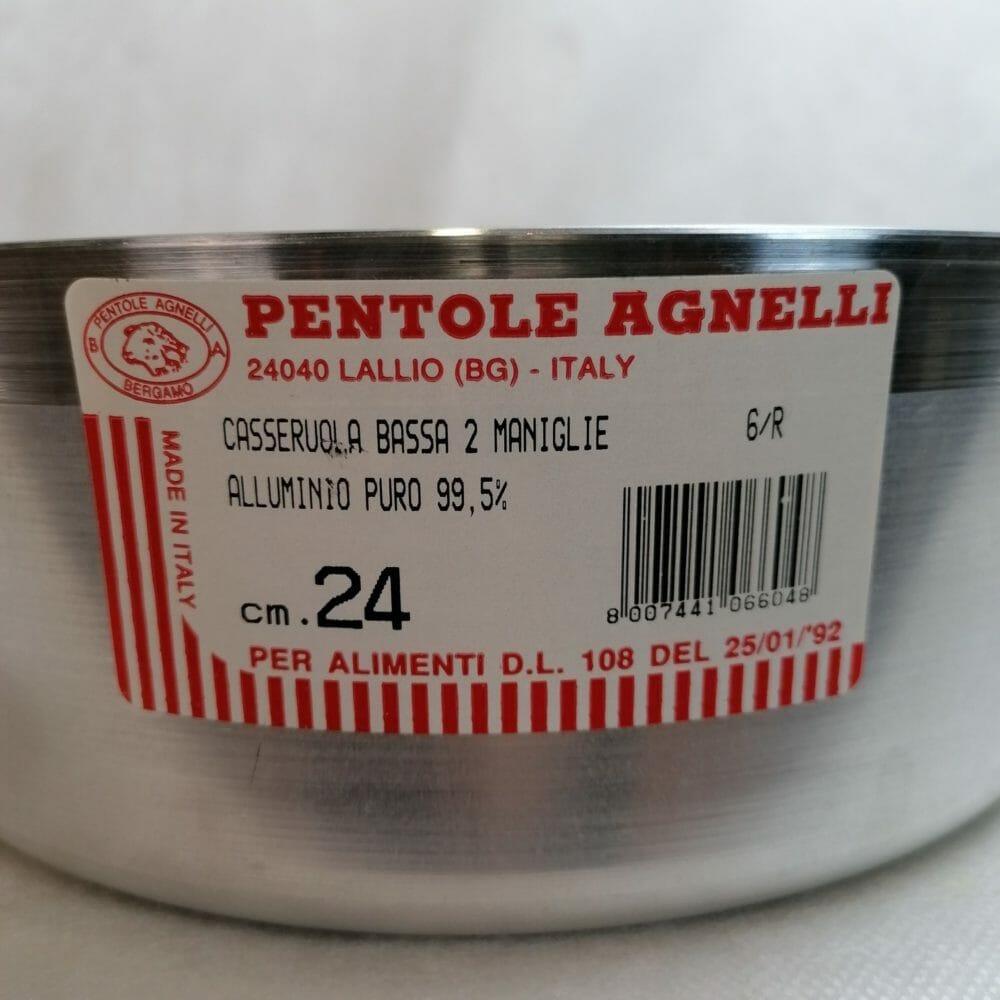 PENTOLE AGNELLI
B A
BERGAMO
PENTOLE AGNELLI
24040 LALLIO (BG) - ITALY
CASSERUOLA BASSA 2 MANIGLIE 6/R
ALLUMINIO PURO 99,5%
MADE IN ITALY
cm. 24
8 007441 066048
PER ALIMENTI D.L. 108 DEL 25/01/'92